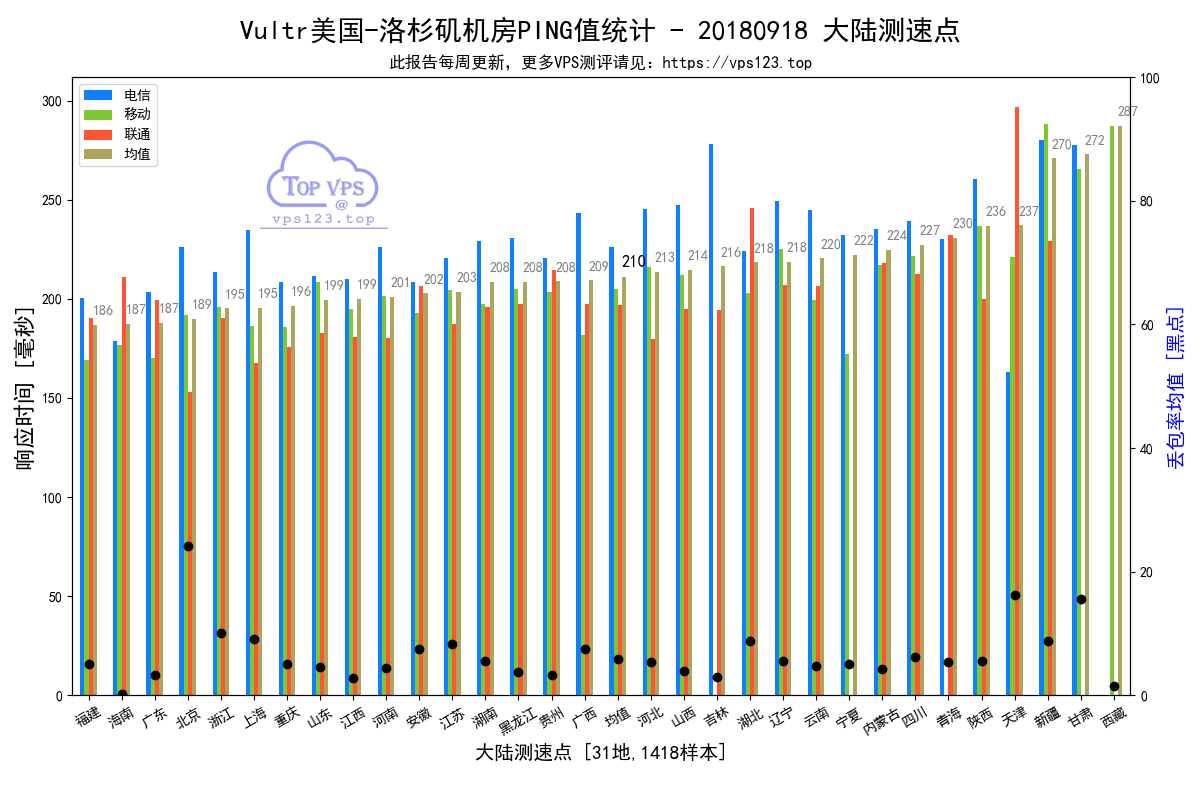 Vultr美国-洛杉矶机房PING值统计 - 20180918 大陆测速点
此报告每周更新，更多VPS测评请见：https://vps123.top
电信
移动
联通
均值
TOP VPS
@
vps123.top
响应时间 [毫秒]
300
250
200
150
100
50
0
186 187 187 189 195 195 196 199 199 201 202 203 208 208 208 209 210 213 214 216 218 218 220 222 224 227 230 236 237 270 272 287
100
80
60
40
20
0
丢包率均值 [黑点]
福建 海南 广东 北京 浙江 上海 重庆 山东 江西 河南 安徽 江苏 湖南 黑龙江 贵州 广西 均值 河北 山西 吉林 湖北 辽宁 云南 宁夏 内蒙古 四川 青海 陕西 天津 新疆 甘肃 西藏
大陆测速点 [31地,1418样本]